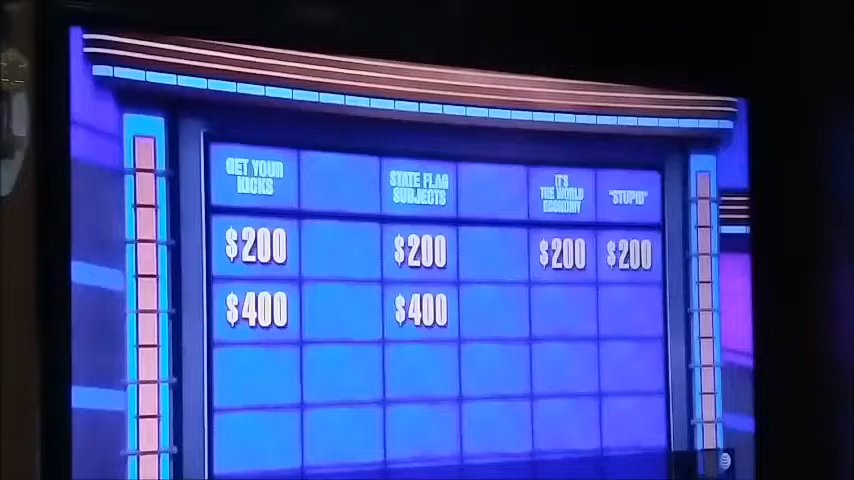 GET YOUR
KICKS
STATE FLAG
SUBJECTS
IT'S
THE WORLD
ECONOMY
"STUPID"
$200
$200
$200
$200
$400
$400